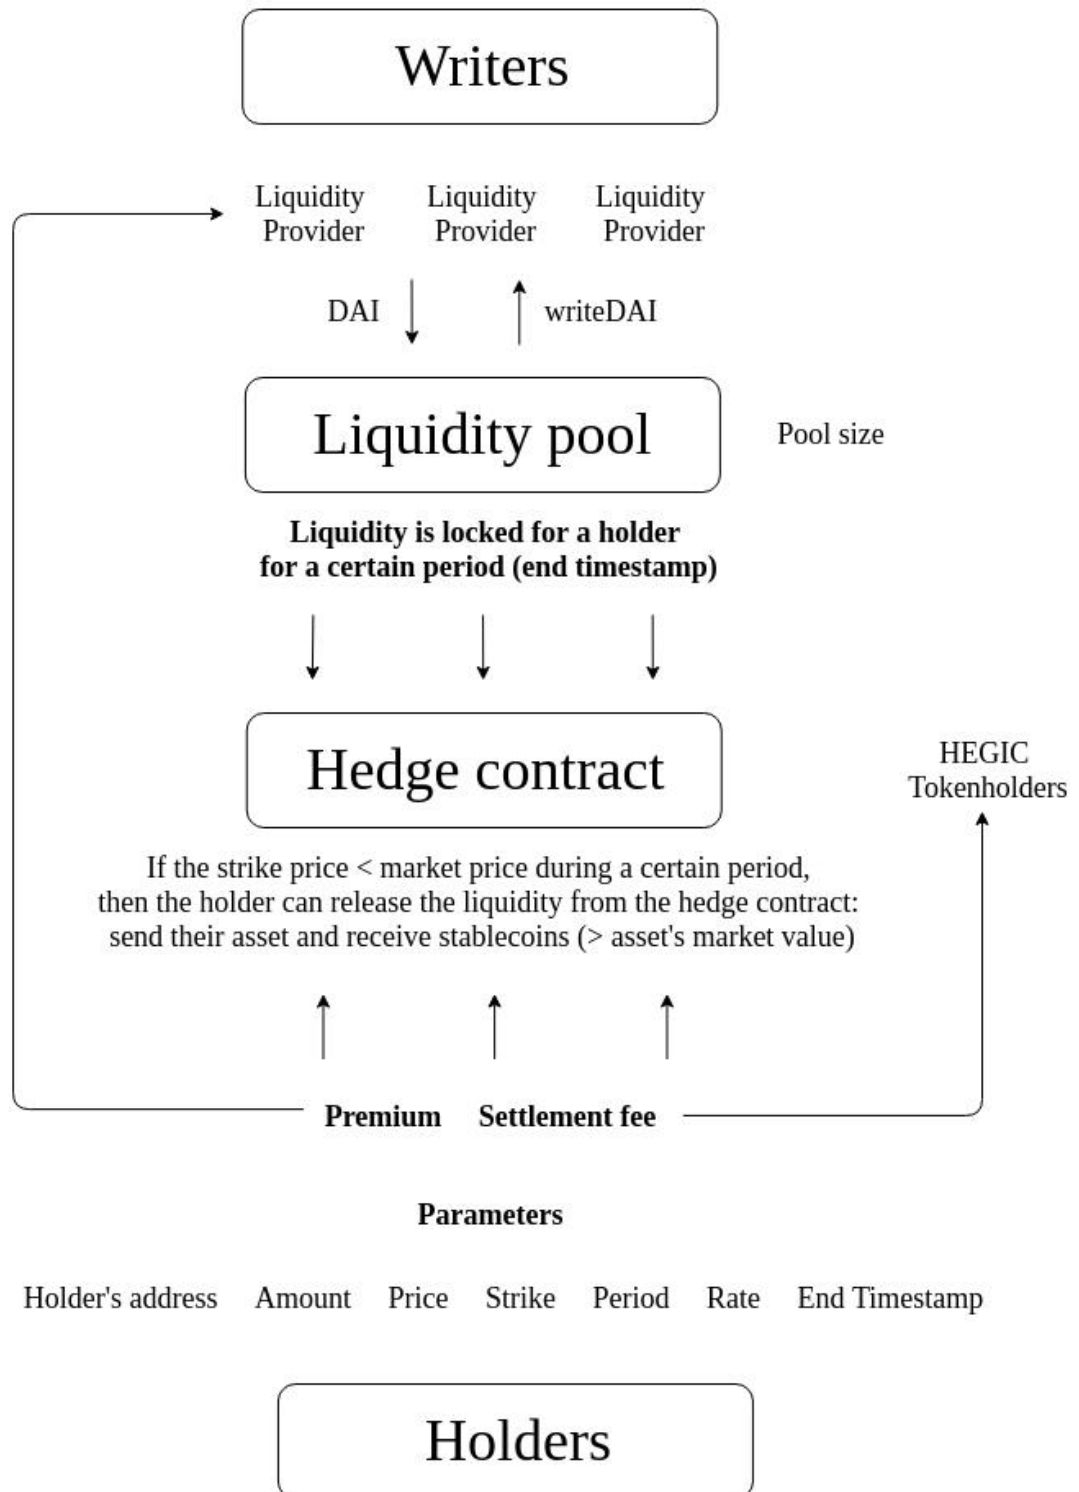 Writers
Liquidity Provider
Liquidity Provider
Liquidity Provider
DAI
writeDAI
Liquidity pool
Pool size
Liquidity is locked for a holder
for a certain period (end timestamp)
Hedge contract
HEGIC
Tokenholders
If the strike price < market price during a certain period,
then the holder can release the liquidity from the hedge contract:
send their asset and receive stablecoins (> asset's market value)
Premium
Settlement fee
Parameters
Holder's address Amount Price Strike Period Rate End Timestamp
Holders